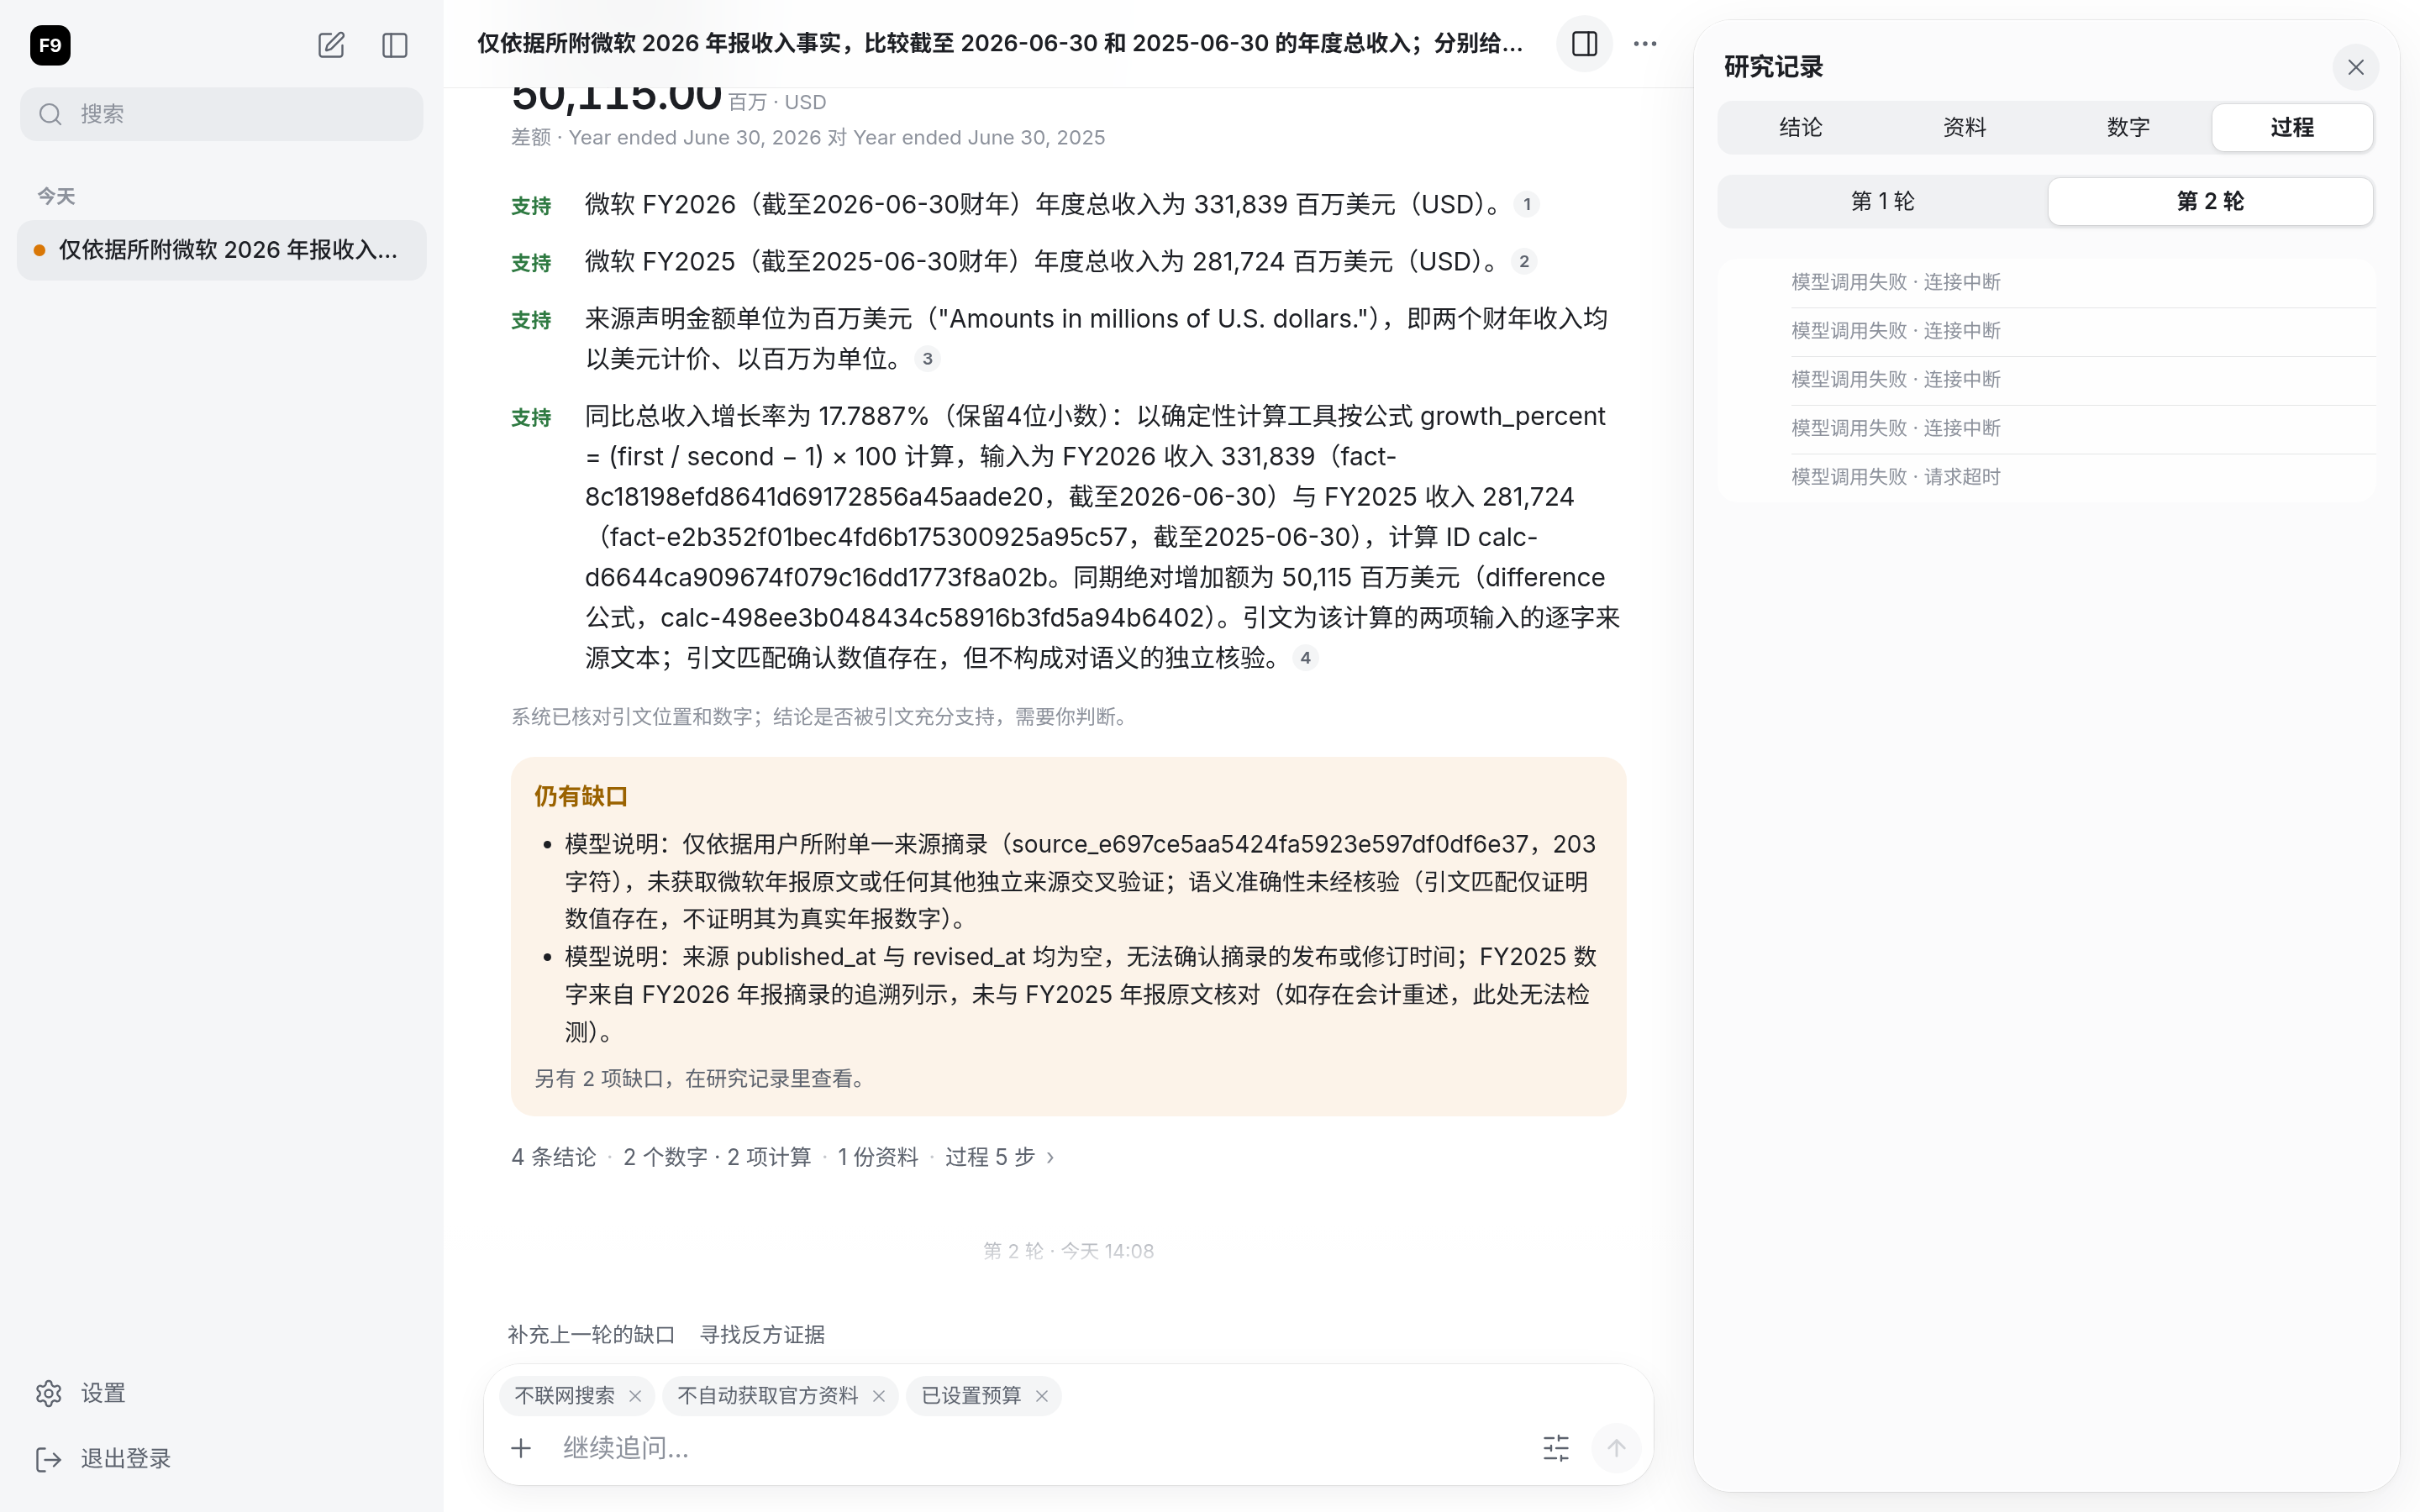 F9
搜索
今天
仅依据所附微软 2026 年报收入...
设置
退出登录
仅依据所附微软 2026 年报收入事实，比较截至 2026-06-30 和 2025-06-30 的年度总收入；分别给...
50,115.00 百万 · USD
差额 · Year ended June 30, 2026 对 Year ended June 30, 2025
支持 微软 FY2026（截至2026-06-30财年）年度总收入为 331,839 百万美元（USD）。 1
支持 微软 FY2025（截至2025-06-30财年）年度总收入为 281,724 百万美元（USD）。 2
支持 来源声明金额单位为百万美元（"Amounts in millions of U.S. dollars."），即两个财年收入均
以美元计价、以百万为单位。 3
支持 同比总收入增长率为 17.7887%（保留4位小数）：以确定性计算工具按公式 growth_percent
= (first / second − 1) × 100 计算，输入为 FY2026 收入 331,839（fact-
8c18198efd8641d69172856a45aade20，截至2026-06-30）与 FY2025 收入 281,724
（fact-e2b352f01bec4fd6b175300925a95c57，截至2025-06-30），计算 ID calc-
d6644ca909674f079c16dd1773f8a02b。同期绝对增加额为 50,115 百万美元（difference
公式，calc-498ee3b048434c58916b3fd5a94b6402）。引文为该计算的两项输入的逐字来
源文本；引文匹配确认数值存在，但不构成对语义的独立核验。 4
系统已核对引文位置和数字；结论是否被引文充分支持，需要你判断。
仍有缺口
• 模型说明：仅依据用户所附单一来源摘录（source_e697ce5aa5424fa5923e597df0df6e37，203
字符），未获取微软年报原文或任何其他独立来源交叉验证；语义准确性未经核验（引文匹配仅证明
数值存在，不证明其为真实年报数字）。
• 模型说明：来源 published_at 与 revised_at 均为空，无法确认摘录的发布或修订时间；FY2025 数
字来自 FY2026 年报摘录的追溯列示，未与 FY2025 年报原文核对（如存在会计重述，此处无法检
测）。
另有 2 项缺口，在研究记录里查看。
4 条结论 · 2 个数字 · 2 项计算 · 1 份资料 · 过程 5 步 ›
第 2 轮 · 今天 14:08
补充上一轮的缺口 寻找反方证据
不联网搜索 × 不自动获取官方资料 × 已设置预算 ×
继续追问...
研究记录
结论 资料 数字 过程
第 1 轮 第 2 轮
模型调用失败 · 连接中断
模型调用失败 · 连接中断
模型调用失败 · 连接中断
模型调用失败 · 连接中断
模型调用失败 · 请求超时